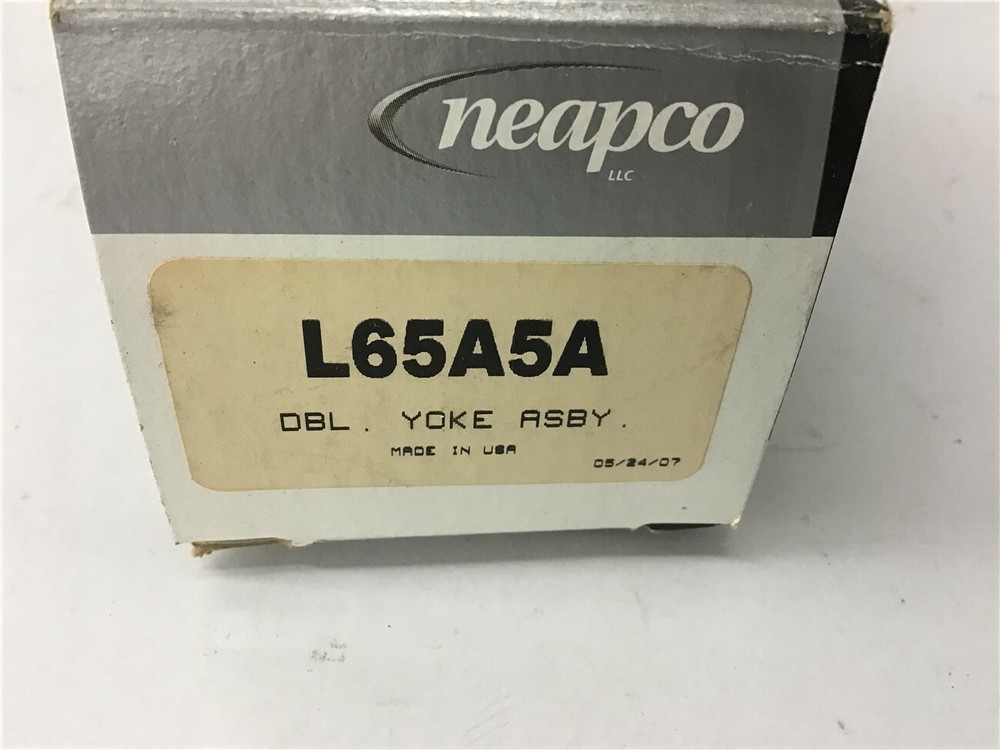 neapco
LLC
L65A5A
DBL. YOKE ASBY.
MADE IN USA
05/24/07